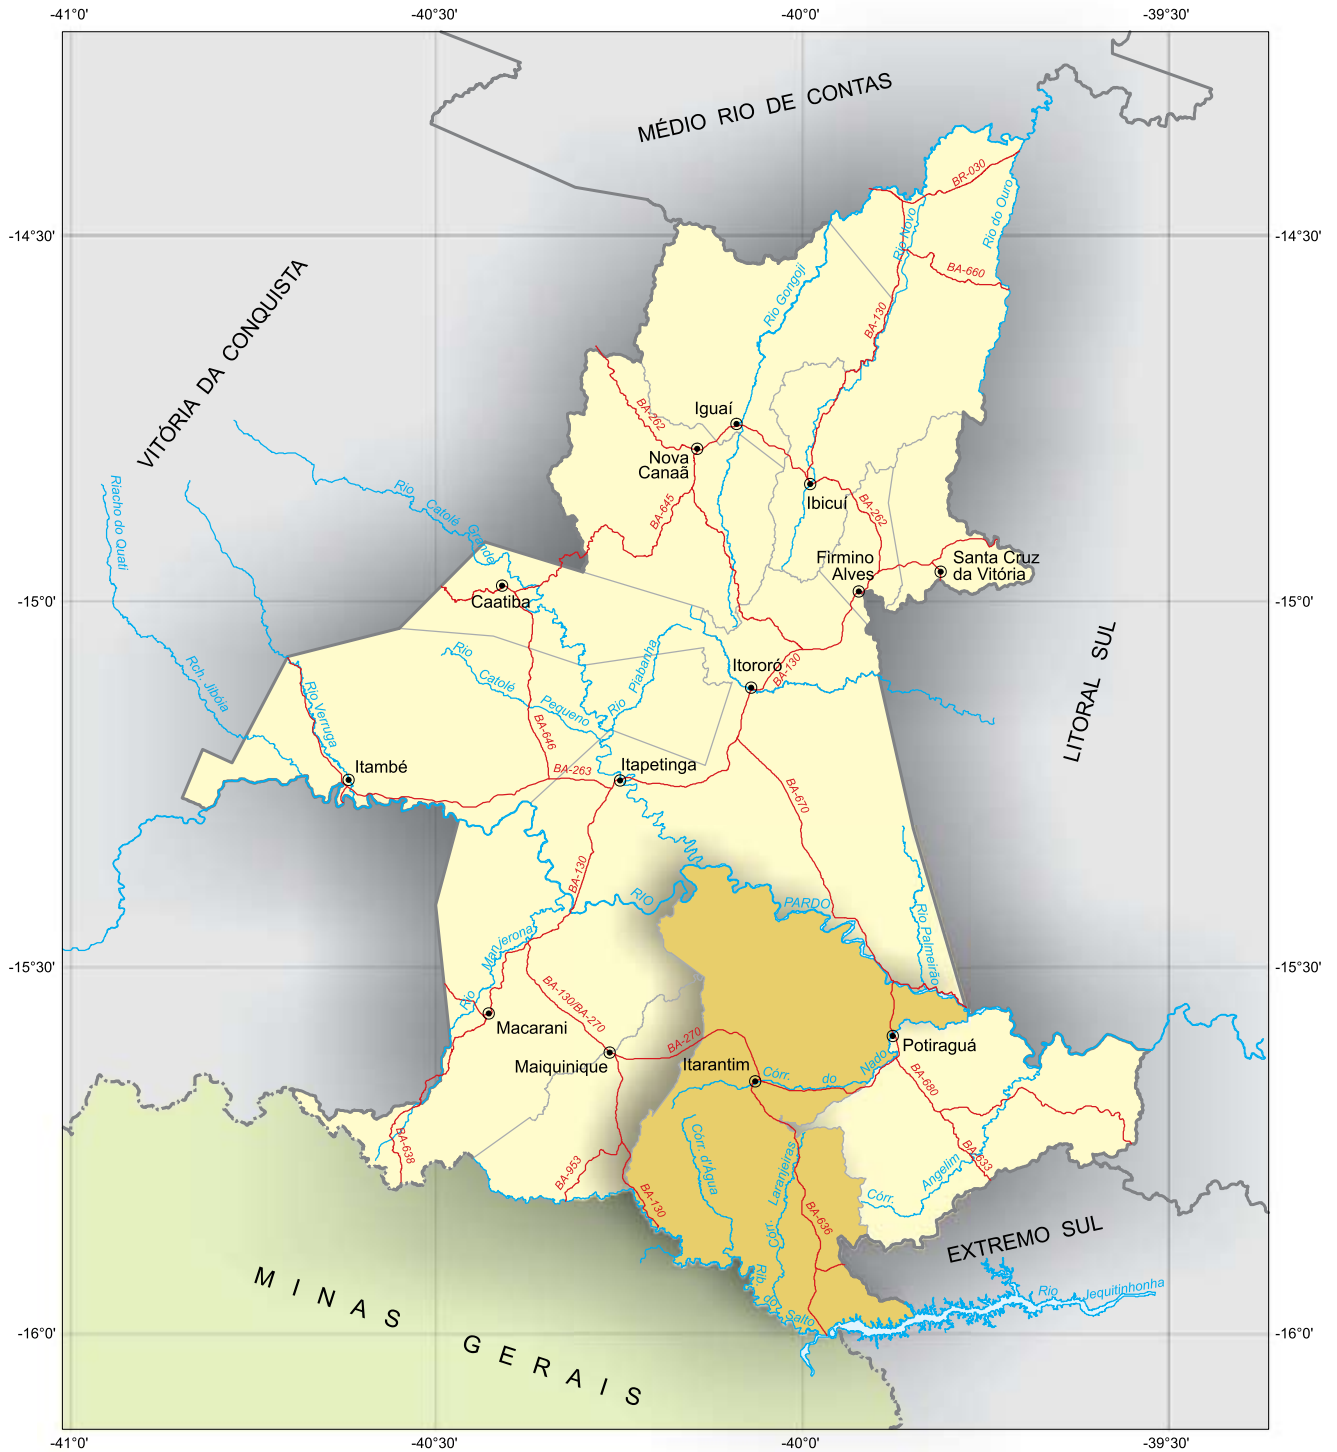 -41°0'
-40°30'
-40°0'
-39°30'
MÉDIO RIO DE CONTAS
BR-030
Rio do Ouro
Rio Novo
-14°30'
-14°30'
VITÓRIA DA CONQUISTA
Rio Gongoji
BA-660
BA-130
Iguaí
BA-262
Nova
Canaã
Rio Catolé Grande
Riacho do Quati
BA-645
Ibicuí
BA-262
Firmino
Alves
Santa Cruz
da Vitória
Caatiba
-15°0'
-15°0'
Rio Catolé Pequeno
Rio Piabanha
Itororó
BA-130
LITORAL SUL
Rch. Jibóia
Rio Verruga
BA-646
Itambé
BA-263
Itapetinga
BA-670
BA-130
RIO PARDO
Rio Palmeirão
Rio Manjerona
-15°30'
-15°30'
BA-130/BA-270
Macarani
Maiquinique
BA-270
Itarantim
Córr. do Nado
Potiraguá
BA-680
BA-638
BA-953
BA-130
Córr. d'Água
Córr. Laranjeiras
BA-636
BA-633
Córr. Angelim
EXTREMO SUL
Rib. do Salto
Rio Jequitinhonha
MINAS GERAIS
-16°0'
-16°0'
-41°0'
-40°30'
-40°0'
-39°30'